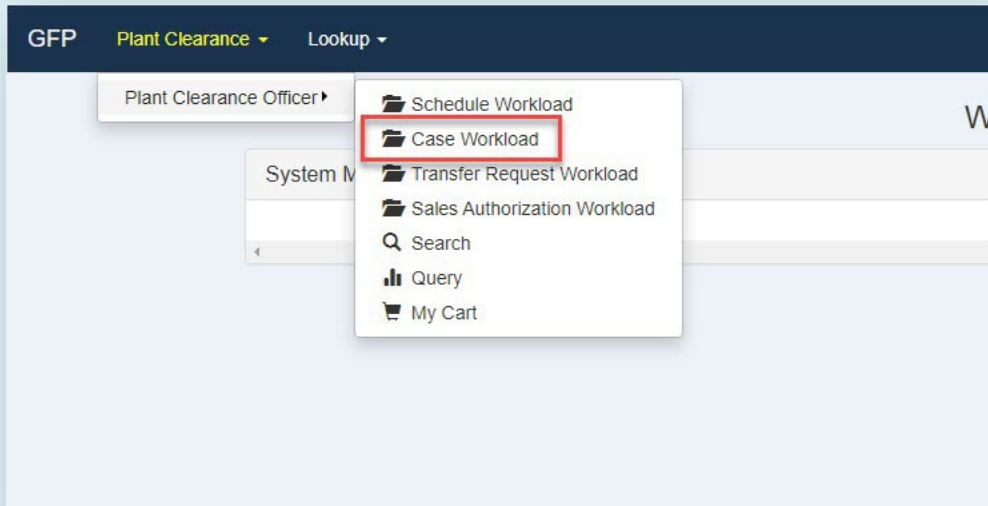 GFP Plant Clearance Lookup
Plant Clearance Officer
Schedule Workload
W
Case Workload
System M
Transfer Request Workload
Sales Authorization Workload
Search
Query
My Cart